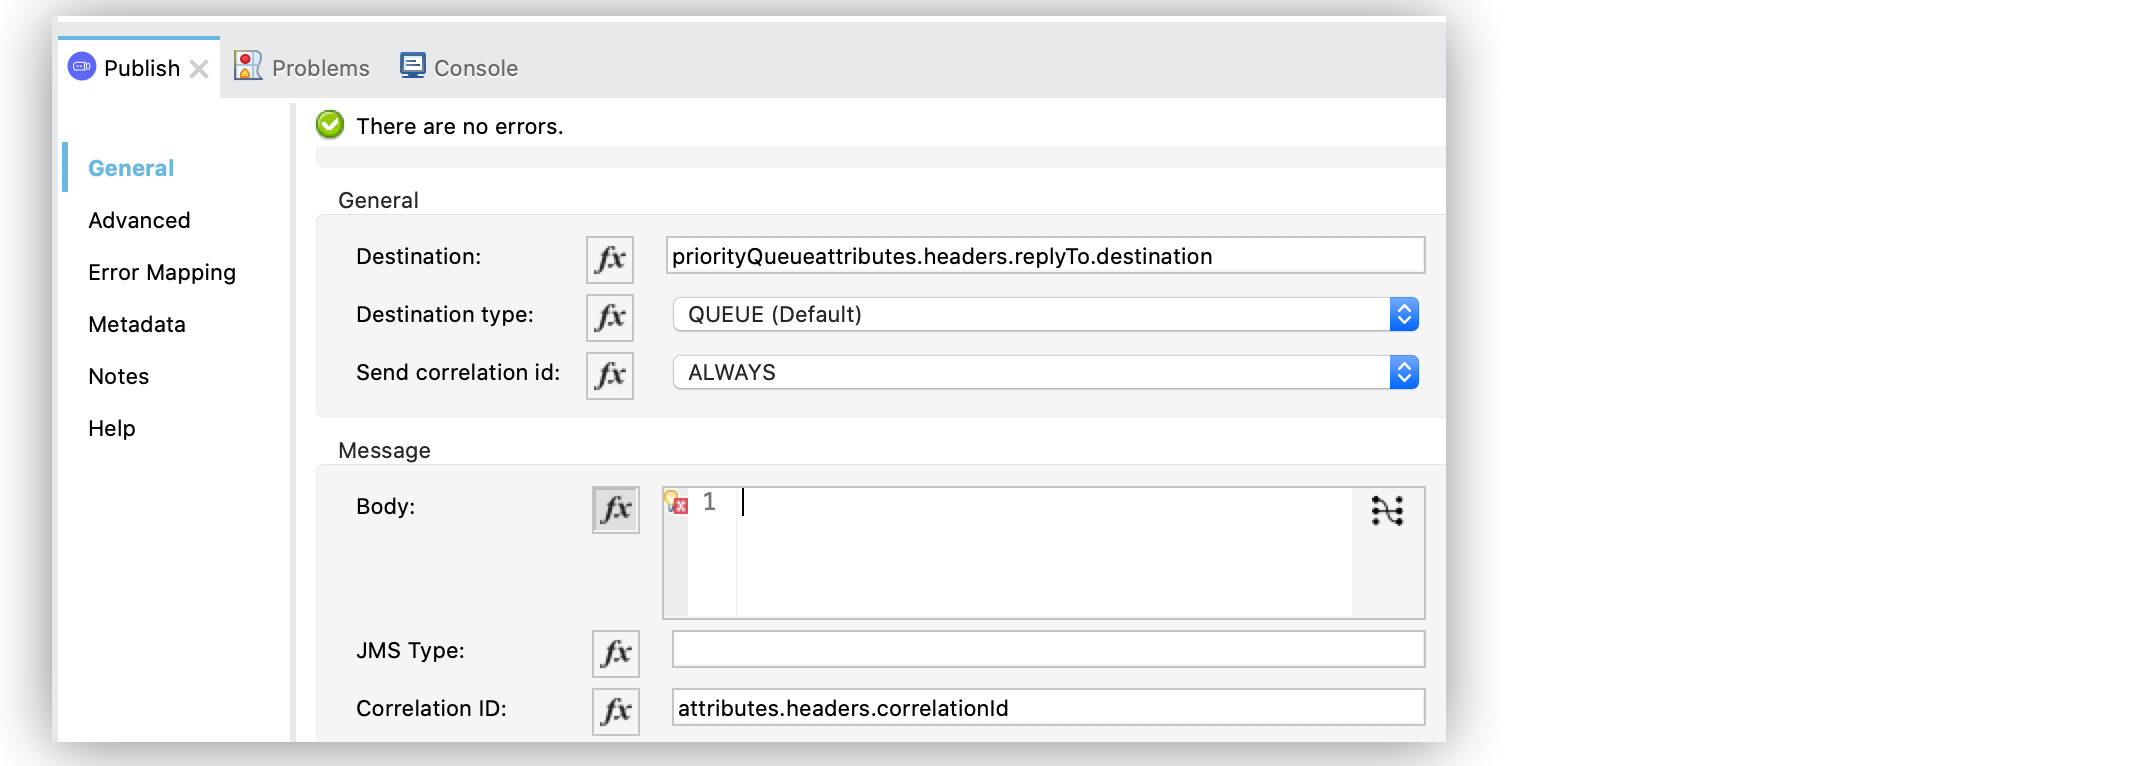 Publish Problems Console
There are no errors.
General
Advanced
Error Mapping
Metadata
Notes
Help
General
Destination: fx priorityQueueattributes.headers.replyTo.destination
Destination type: fx QUEUE (Default)
Send correlation id: fx ALWAYS
Message
Body: fx 1
JMS Type: fx
Correlation ID: fx attributes.headers.correlationId